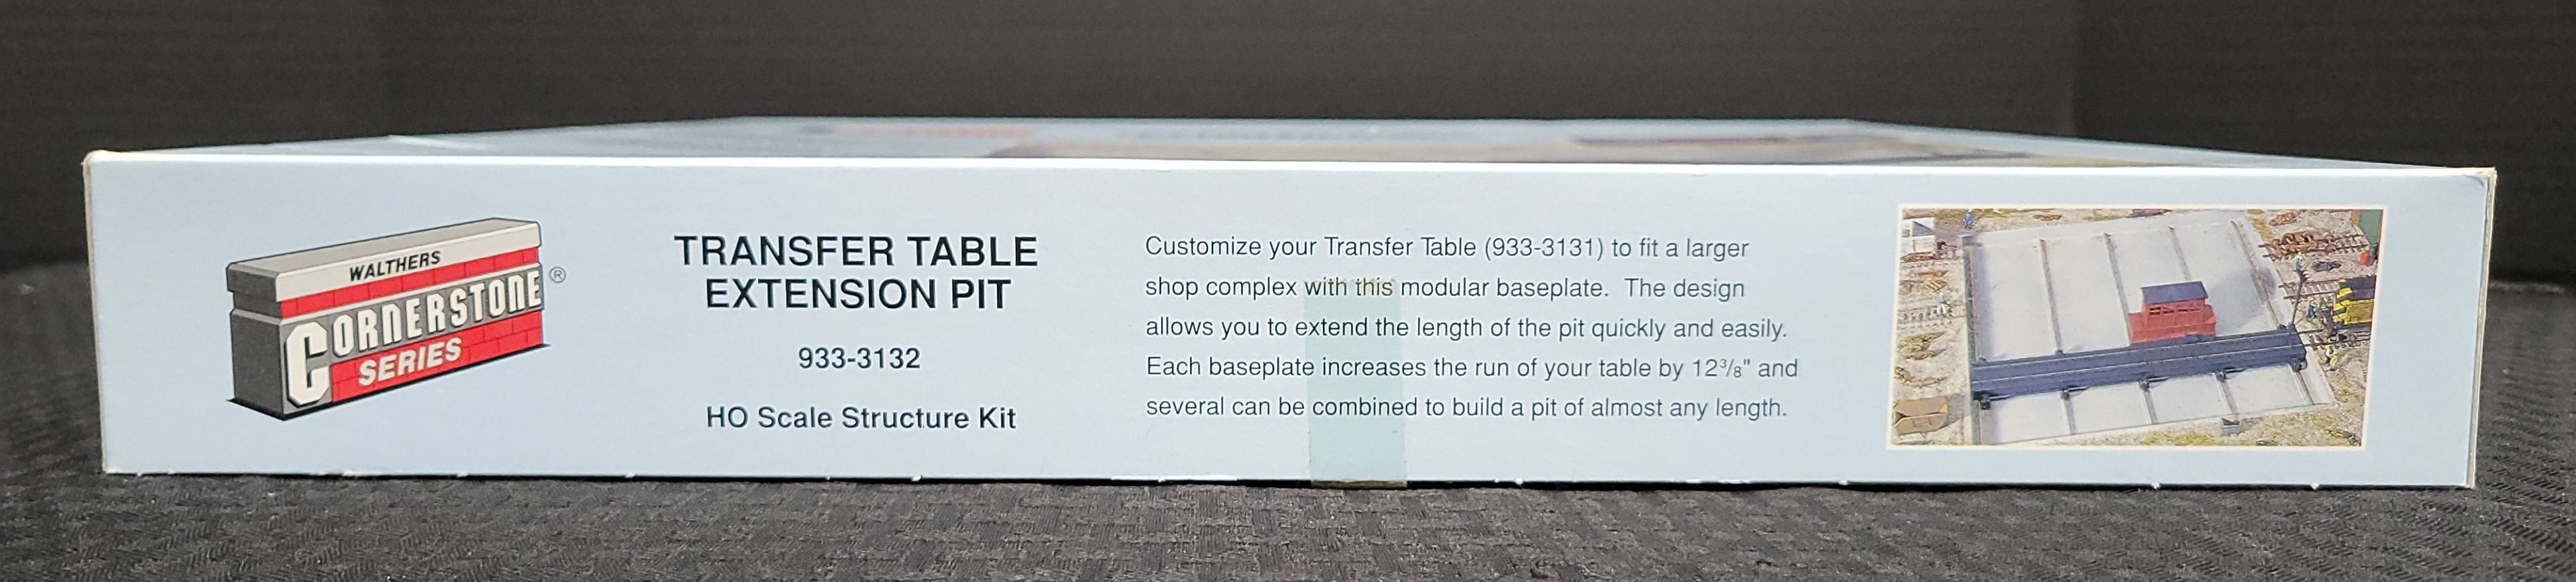 WALTHERS
CORNERSTONE®
SERIES
TRANSFER TABLE
EXTENSION PIT
933-3132
HO Scale Structure Kit
Customize your Transfer Table (933-3131) to fit a larger
shop complex with this modular baseplate.  The design
allows you to extend the length of the pit quickly and easily.
Each baseplate increases the run of your table by 12³/₈" and
several can be combined to build a pit of almost any length.